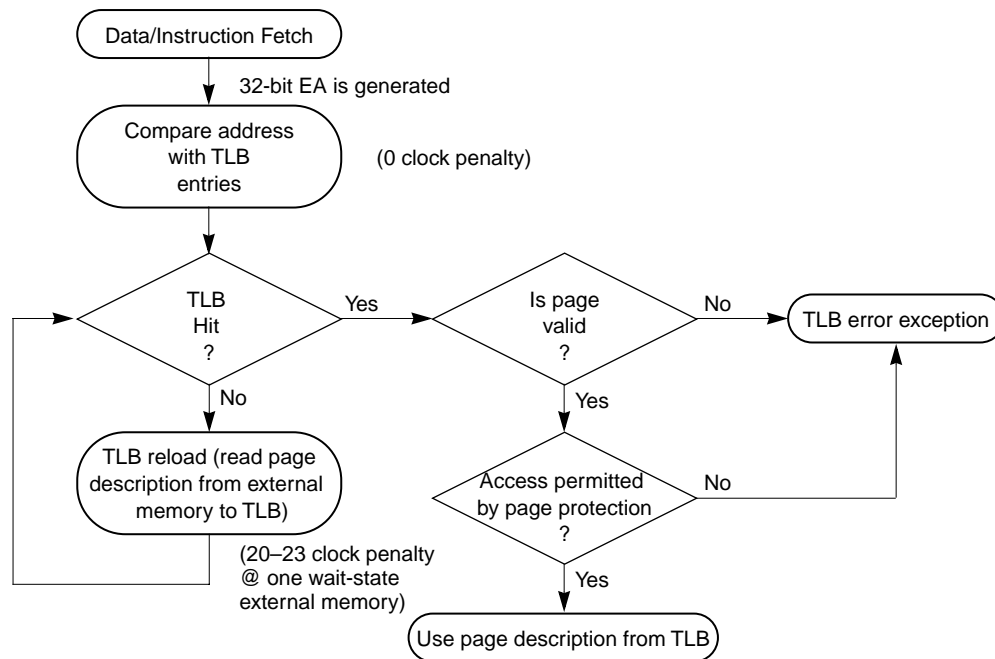 Data/Instruction Fetch
32-bit EA is generated
Compare address
with TLB
entries
(0 clock penalty)
TLB
Hit
?
Yes
Is page
valid
?
No
TLB error exception
No
Yes
TLB reload (read page
description from external
memory to TLB)
Access permitted
by page protection
?
No
(20–23 clock penalty
@ one wait-state
external memory)
Yes
Use page description from TLB